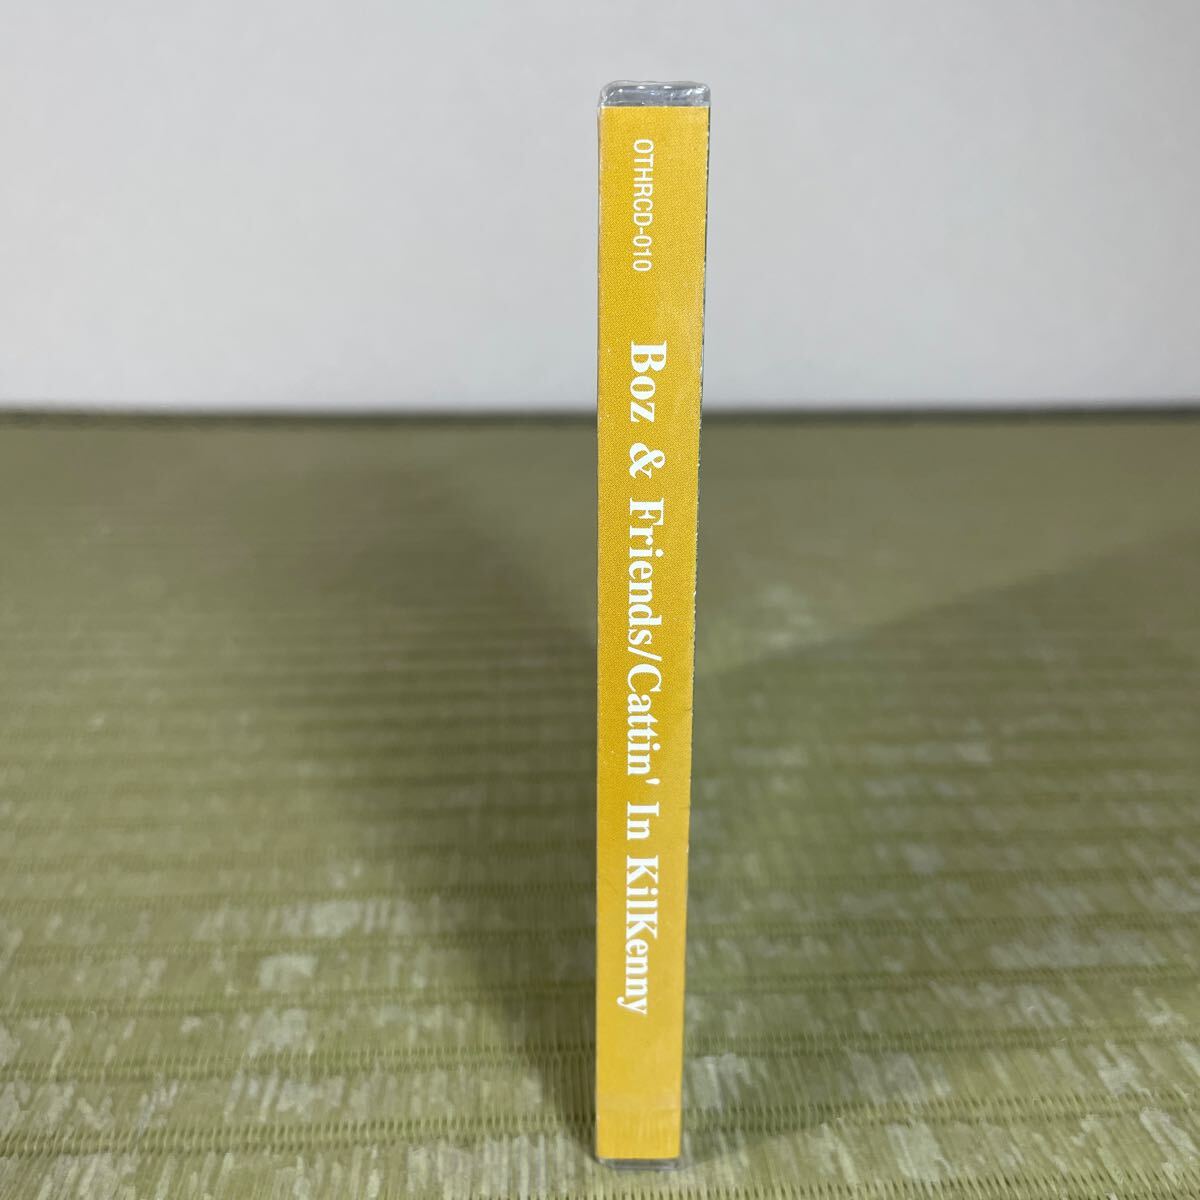 OTHRCD-010
Boz & Friends/Cattin' In KilKenny